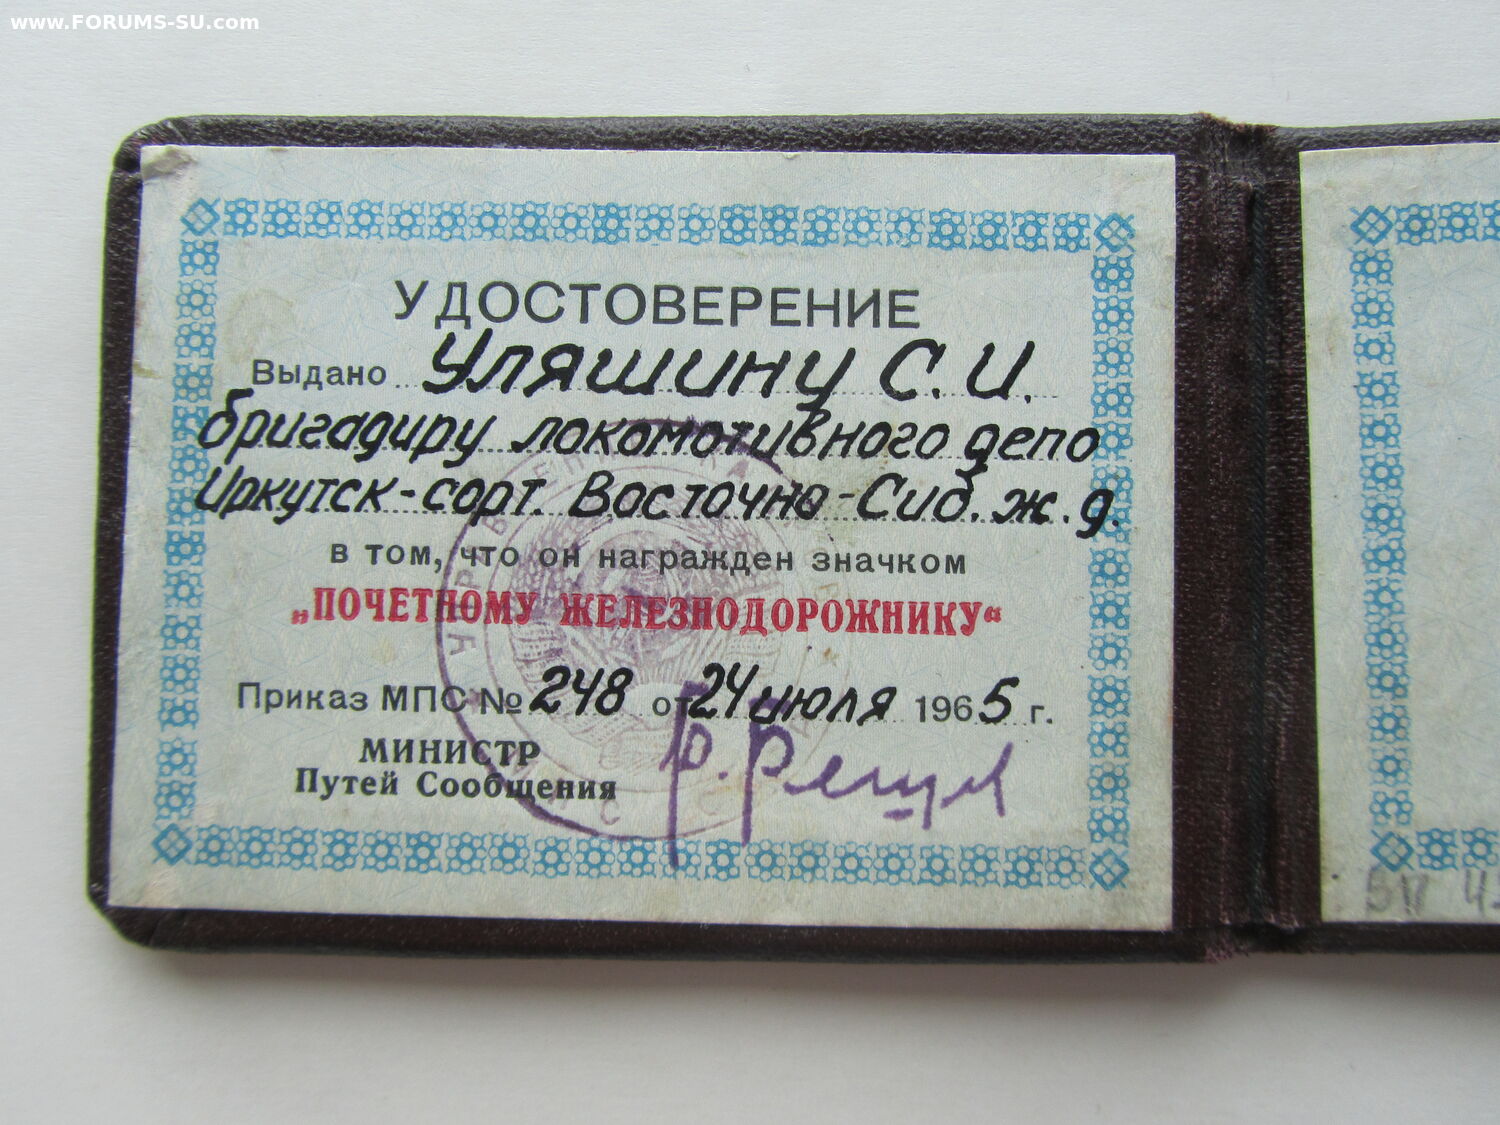 www.FORUMS-SU.com
УДОСТОВЕРЕНИЕ
Выдано Уляшину С. И.
бригадиру локомотивного депо
Иркутск-сорт. Восточно-Сиб. ж. д.
в том, что он награжден значком
„ПОЧЕТНОМУ ЖЕЛЕЗНОДОРОЖНИКУ“
Приказ МПС № 248 от 24 июля 1965 г.
МИНИСТР
Путей Сообщения